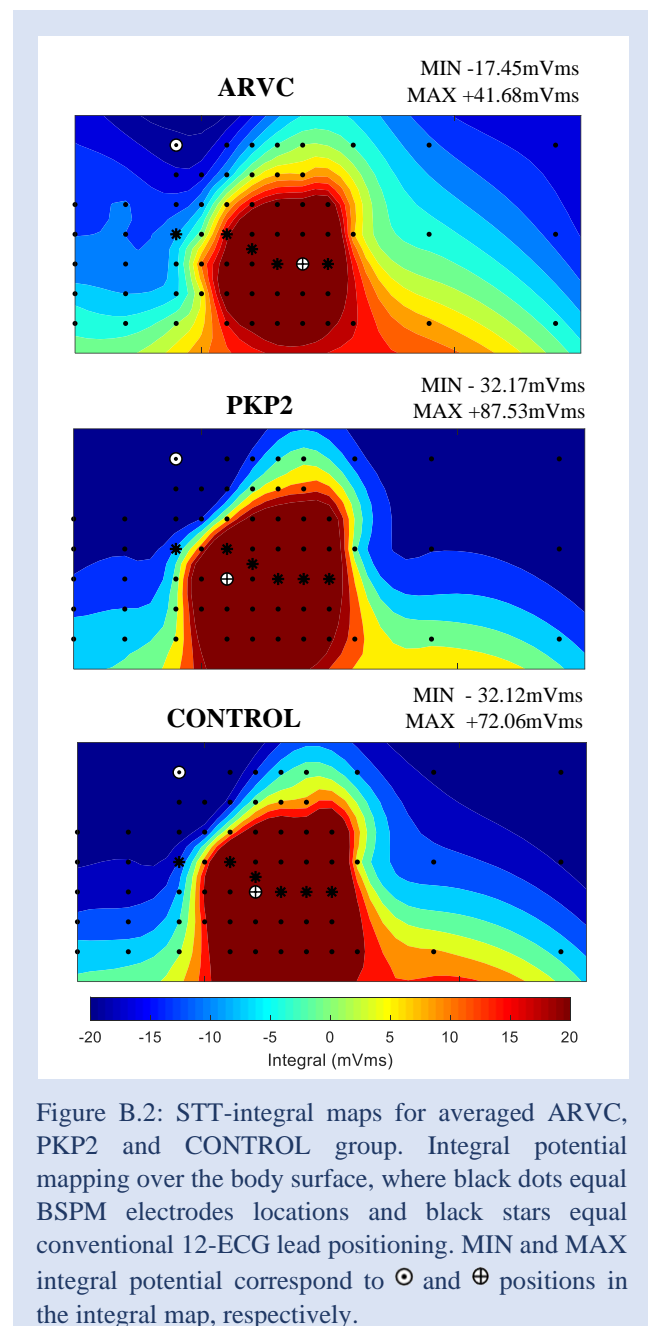 MIN -17.45mVms
ARVC
MAX +41.68mVms
MIN - 32.17mVms
PKP2
MAX +87.53mVms
MIN - 32.12mVms
CONTROL
MAX +72.06mVms
-20 -15 -10 -5 0 5 10 15 20
Integral (mVms)
Figure B.2: STT-integral maps for averaged ARVC,
PKP2 and CONTROL group. Integral potential
mapping over the body surface, where black dots equal
BSPM electrodes locations and black stars equal
conventional 12-ECG lead positioning. MIN and MAX
integral potential correspond to ⊙ and ⊕ positions in
the integral map, respectively.